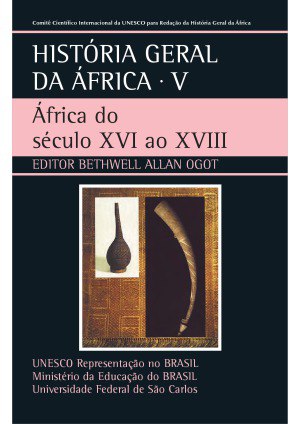 Comitê Científico Internacional da UNESCO para Redação da História Geral da África
HISTÓRIA GERAL
DA ÁFRICA · V
África do
século XVI ao XVIII
EDITOR BETHWELL ALLAN OGOT
UNESCO Representação no BRASIL
Ministério da Educação do BRASIL
Universidade Federal de São Carlos